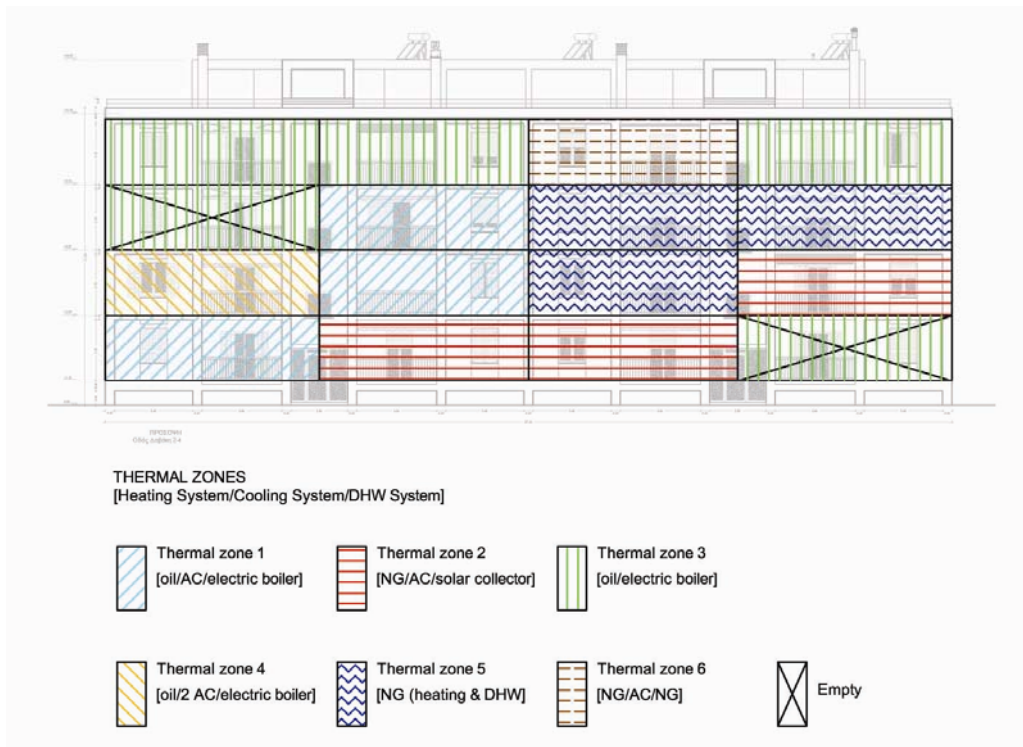 ΠΡΟΣΟΨΗ
THERMAL ZONES
[Heating System/Cooling System/DHW System]
Thermal zone 1
[oil/AC/electric boiler]
Thermal zone 2
[NG/AC/solar collector]
Thermal zone 3
[oil/electric boiler]
Thermal zone 4
[oil/2 AC/electric boiler]
Thermal zone 5
[NG (heating & DHW]
Thermal zone 6
[NG/AC/NG]
Empty